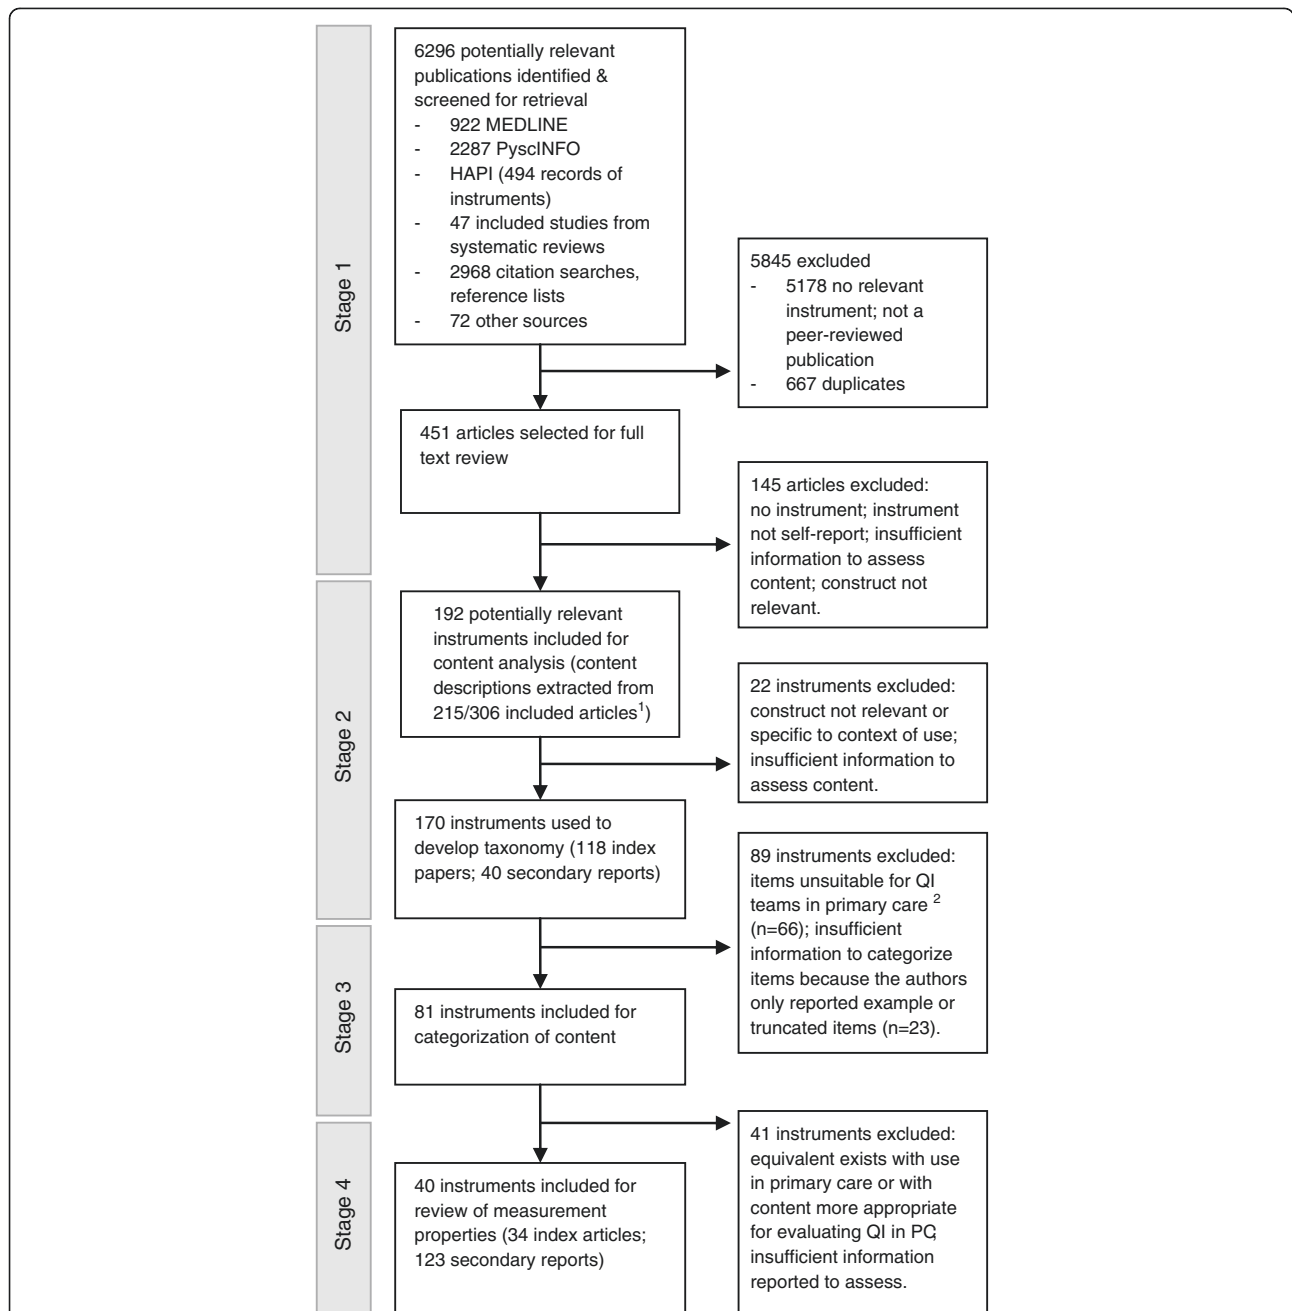 Stage 1
6296 potentially relevant
publications identified &
screened for retrieval
- 922 MEDLINE
- 2287 PyscINFO
- HAPI (494 records of
instruments)
- 47 included studies from
systematic reviews
- 2968 citation searches,
reference lists
- 72 other sources
5845 excluded
- 5178 no relevant
instrument; not a
peer-reviewed
publication
- 667 duplicates
451 articles selected for full
text review
145 articles excluded:
no instrument; instrument
not self-report; insufficient
information to assess
content; construct not
relevant.
Stage 2
192 potentially relevant
instruments included for
content analysis (content
descriptions extracted from
215/306 included articles1)
22 instruments excluded:
construct not relevant or
specific to context of use;
insufficient information to
assess content.
170 instruments used to
develop taxonomy (118 index
papers; 40 secondary reports)
89 instruments excluded:
items unsuitable for QI
teams in primary care 2
(n=66); insufficient
information to categorize
items because the authors
only reported example or
truncated items (n=23).
Stage 3
81 instruments included for
categorization of content
41 instruments excluded:
equivalent exists with use
in primary care or with
content more appropriate
for evaluating QI in PC;
insufficient information
reported to assess.
Stage 4
40 instruments included for
review of measurement
properties (34 index articles;
123 secondary reports)